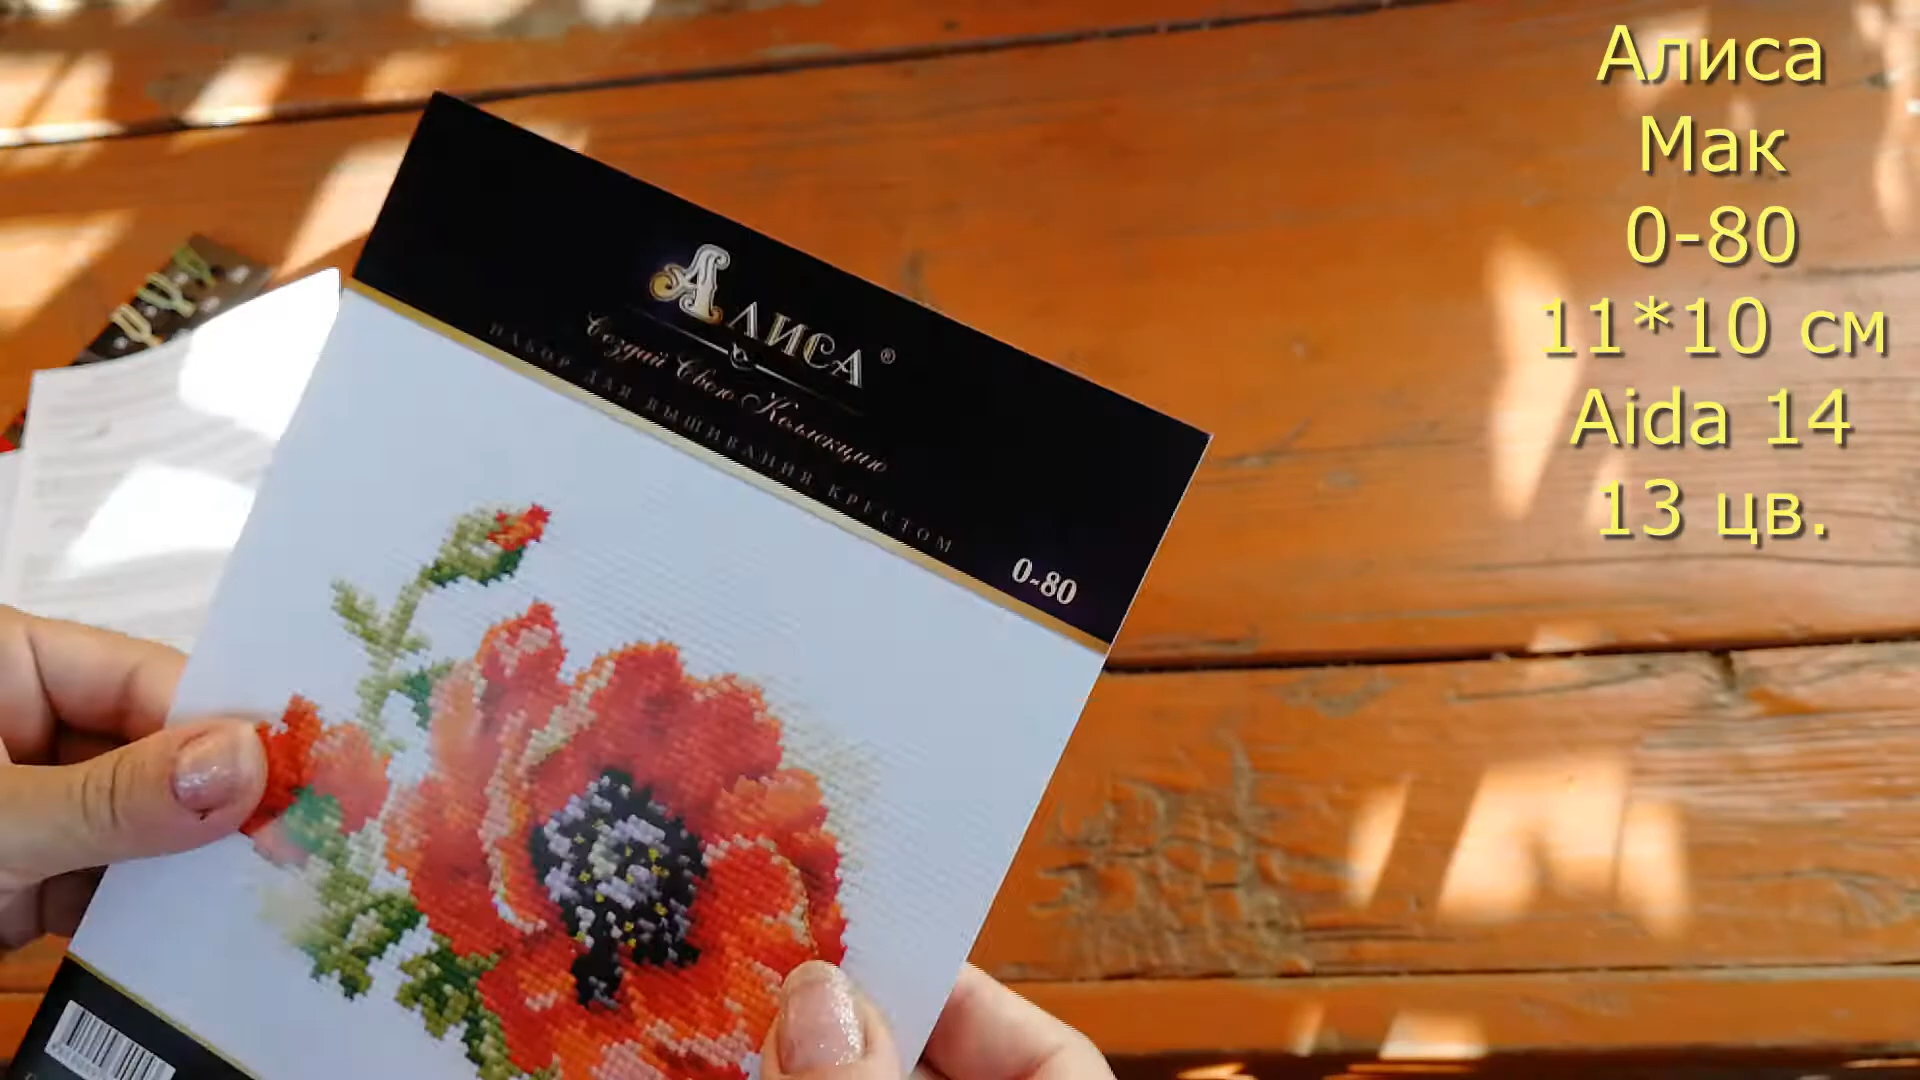 Алиса
Мак
0-80
11*10 см
Aida 14
13 цв.
Алиса®
Создай Свою Коллекцию
НАБОР ДЛЯ ВЫШИВАНИЯ КРЕСТОМ
0-80